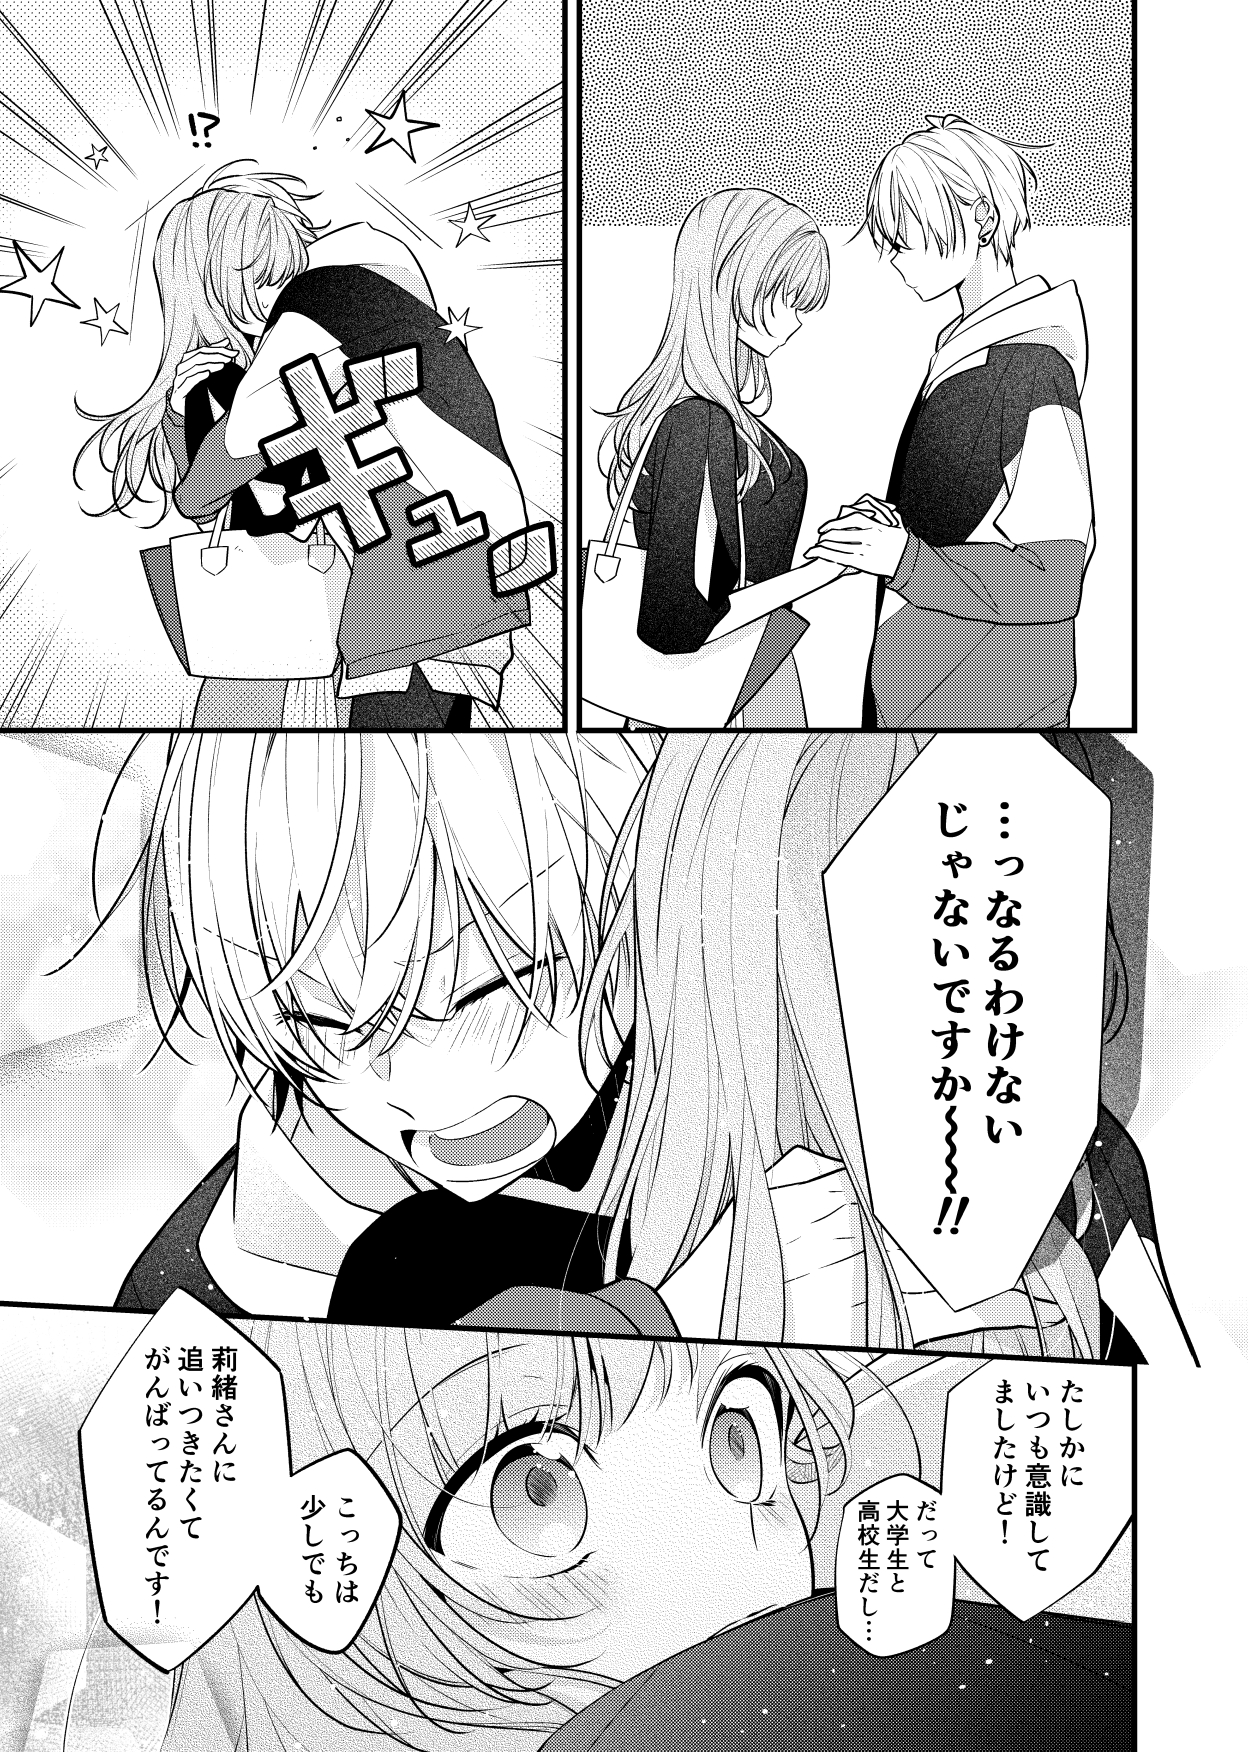 !?
ギュッ
…っなるわけない
じゃないですか〜〜〜!!
たしかに
いつも意識して
ましたけど!
だって
大学生と
高校生だし…
こっちは
少しでも
莉緒さんに
追いつきたくて
がんばってるんです!